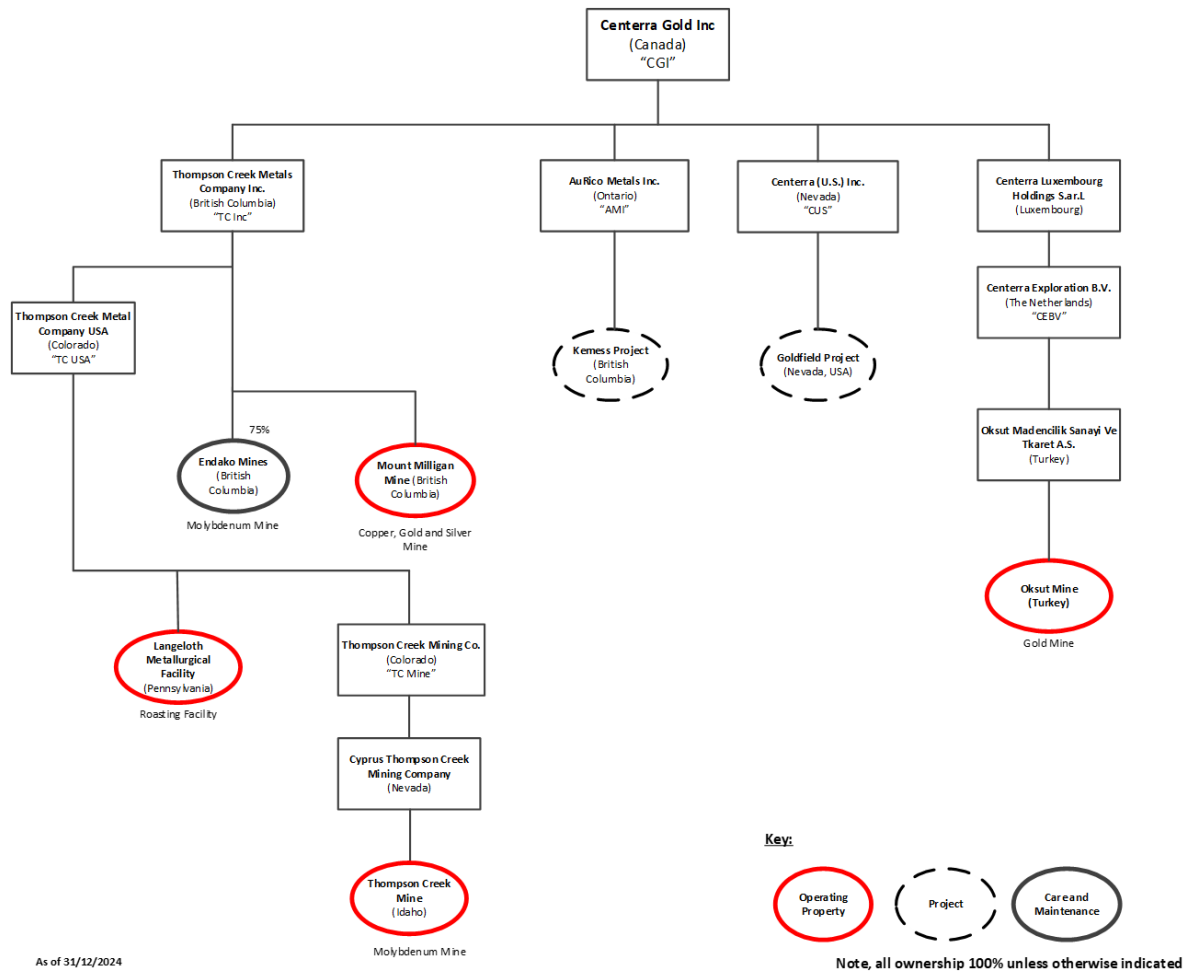 Centerra Gold Inc
(Canada)
“CGI”
Thompson Creek Metals
Company Inc.
(British Columbia)
“TC Inc”
AuRico Metals Inc.
(Ontario)
“AMI”
Centerra (U.S.) Inc.
(Nevada)
“CUS”
Centerra Luxembourg
Holdings S.ar.L
(Luxembourg)
Thompson Creek Metal
Company USA
(Colorado)
“TC USA”
Centerra Exploration B.V.
(The Netherlands)
“CEBV”
Kemess Project
(British
Columbia)
Goldfield Project
(Nevada, USA)
75%
Endako Mines
(British
Columbia)
Molybdenum Mine
Mount Milligan
Mine (British
Columbia)
Copper, Gold and Silver
Mine
Oksut Madencilik Sanayi Ve
Tkaret A.S.
(Turkey)
Oksut Mine
(Turkey)
Gold Mine
Langeloth
Metallurgical
Facility
(Pennsylvania)
Roasting Facility
Thompson Creek Mining Co.
(Colorado)
“TC Mine”
Cyprus Thompson Creek
Mining Company
(Nevada)
Thompson Creek
Mine
(Idaho)
Molybdenum Mine
Key:
Operating
Property
Project
Care and
Maintenance
As of 31/12/2024
Note, all ownership 100% unless otherwise indicated